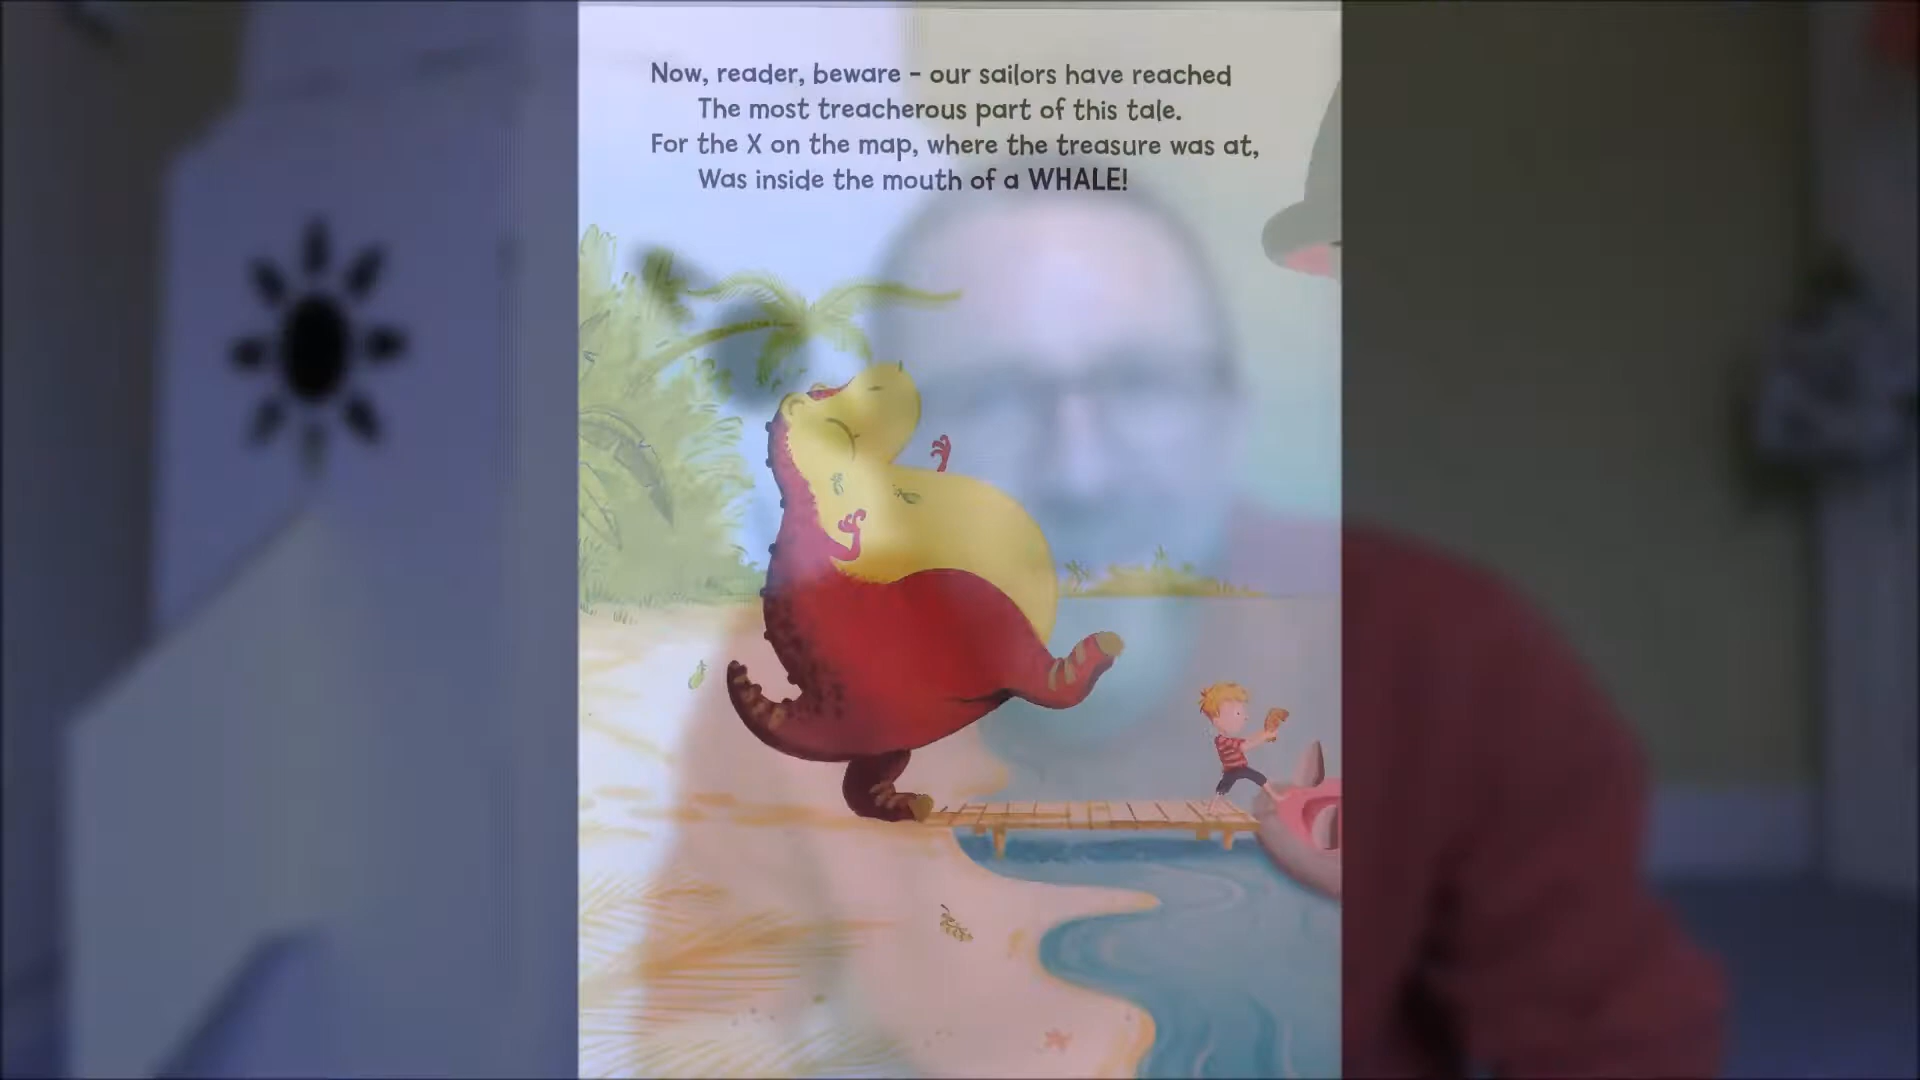 Now, reader, beware – our sailors have reached
The most treacherous part of this tale.
For the X on the map, where the treasure was at,
Was inside the mouth of a WHALE!